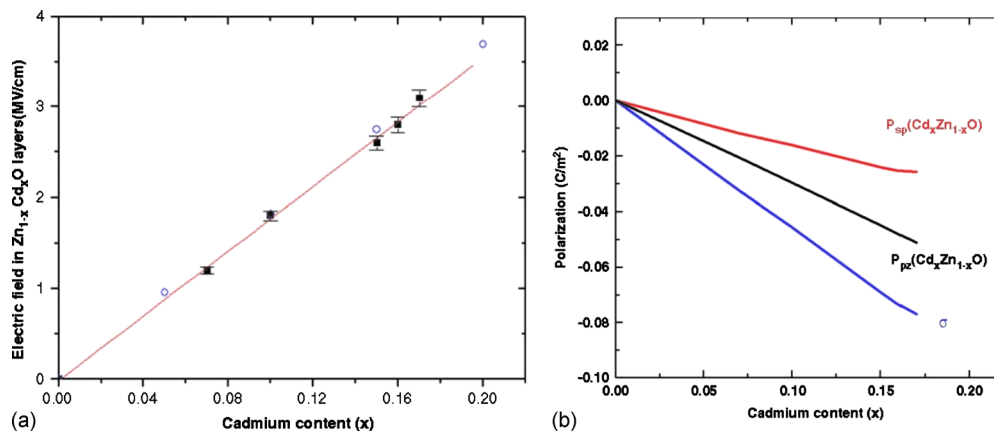 4
3
2
1
0
0.00
0.04
0.08
0.12
0.16
0.20
Electric field in Zn1-x CdxO layers(MV/cm)
Cadmium content (x)
(a)
0.02
0.00
-0.02
-0.04
-0.06
-0.08
-0.10
0.00
0.05
0.10
0.15
0.20
Polarization (C/m²)
Psp(CdxZn1-xO)
Ppz(CdxZn1-xO)
σ
Cadmium content (x)
(b)